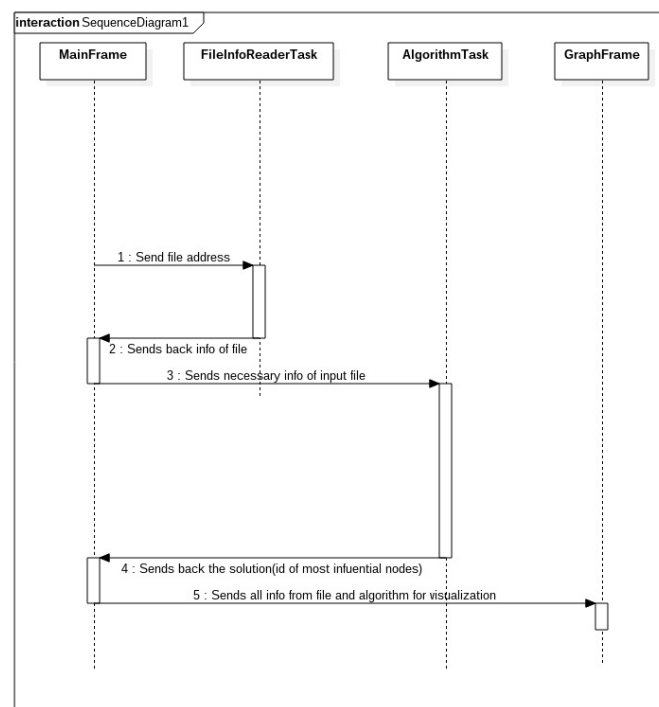 interaction SequenceDiagram1
MainFrame
FileInfoReaderTask
AlgorithmTask
GraphFrame
1 : Send file address
2 : Sends back info of file
3 : Sends necessary info of input file
4 : Sends back the solution(id of most infuential nodes)
5 : Sends all info from file and algorithm for visualization